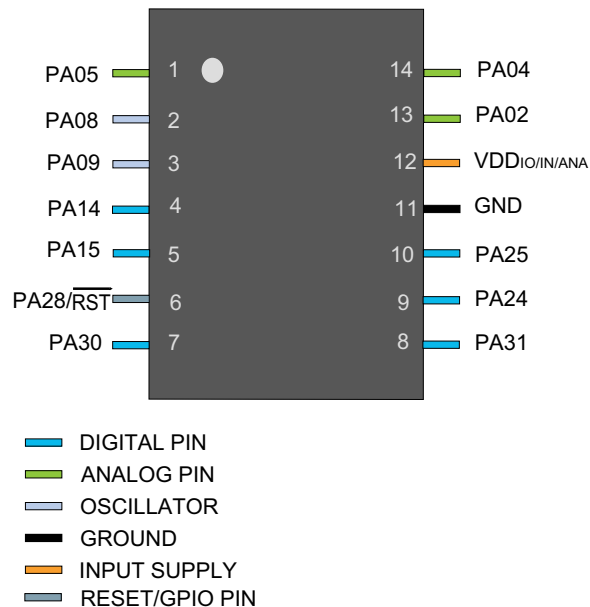 PA05 1 14 PA04
PA08 2 13 PA02
PA09 3 12 VDDIO/IN/ANA
PA14 4 11 GND
PA15 5 10 PA25
PA28/RST 6 9 PA24
PA30 7 8 PA31
DIGITAL PIN
ANALOG PIN
OSCILLATOR
GROUND
INPUT SUPPLY
RESET/GPIO PIN